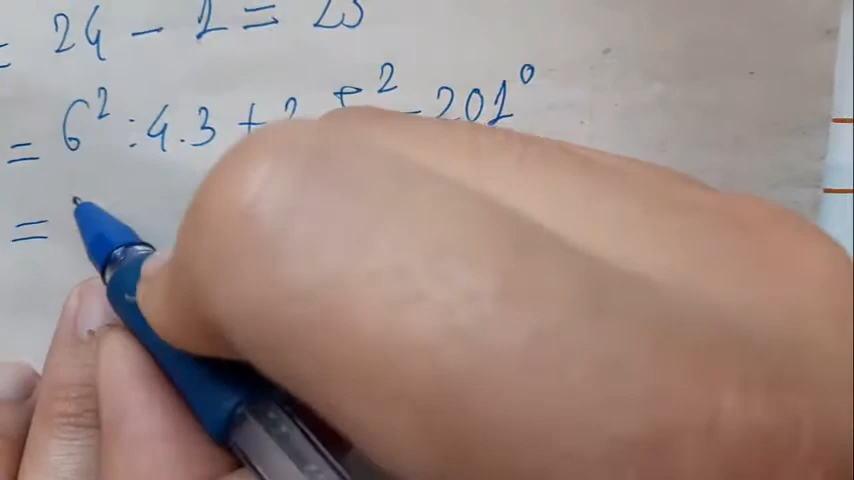 = 24 - 1 = 23
= 6² : 4 . 3 + 2 5² - 201⁰
=